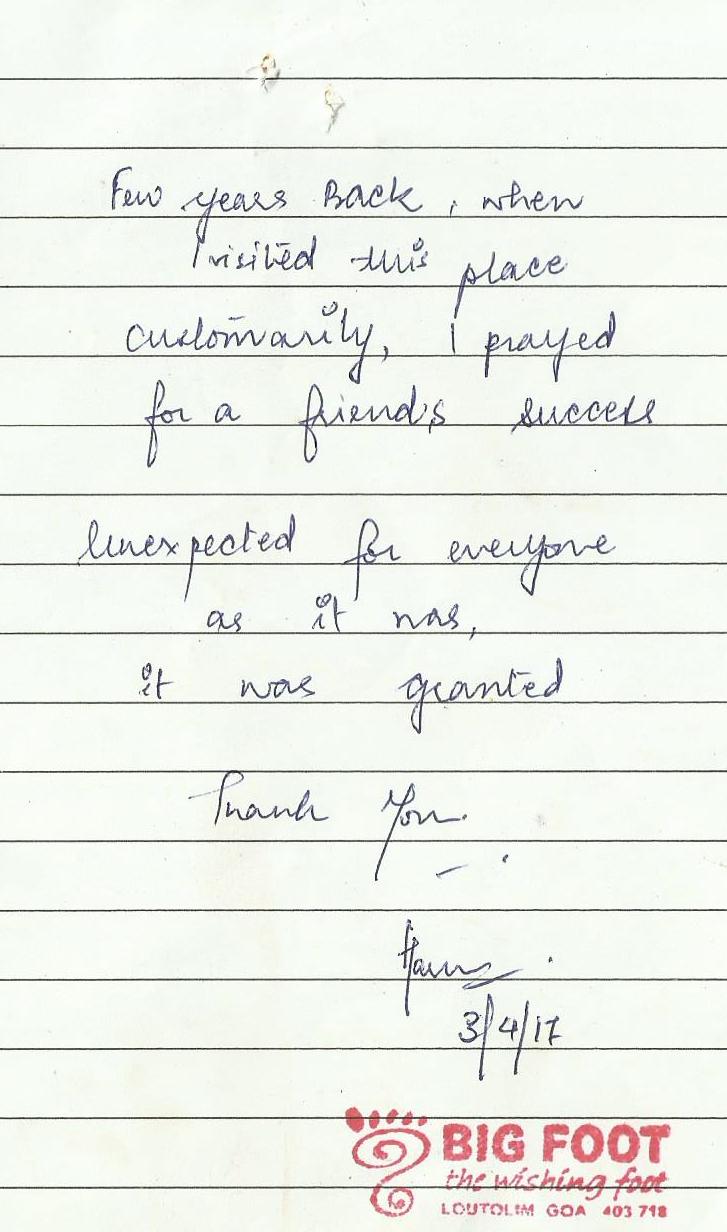 Few years Back, when
I visited this place
customarily, I prayed
for a friend's success
Unexpected for everyone
as it was,
it was granted
Thank You.
3/4/17
BIG FOOT
the wishing foot
LOUTOLIM GOA 403 718